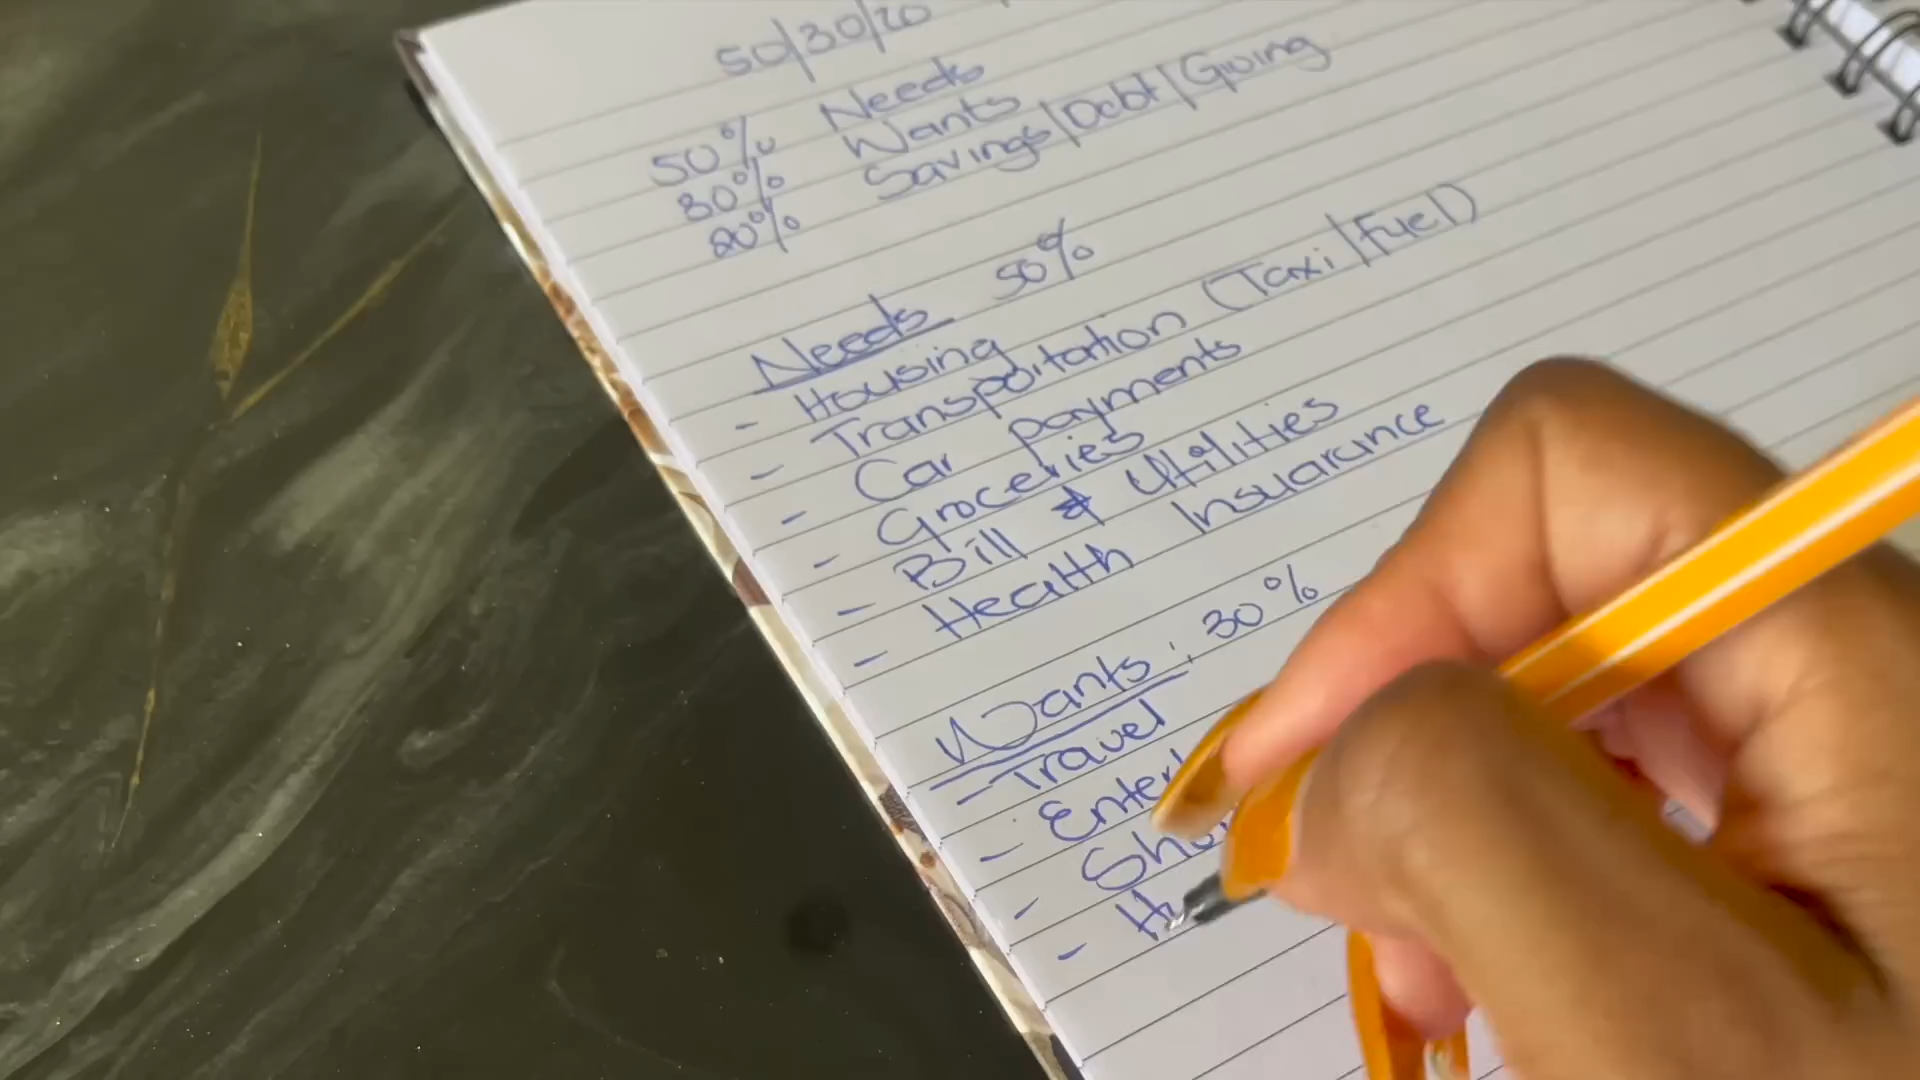 50/30/20
50% Needs
30% Wants
20% Savings/Debt/Giving
Needs 50%
- Housing
- Transportation (Taxi/Fuel)
- Car payments
- Groceries
- Bill & Utilities
- Health Insuarance
Wants: 30%
- Travel